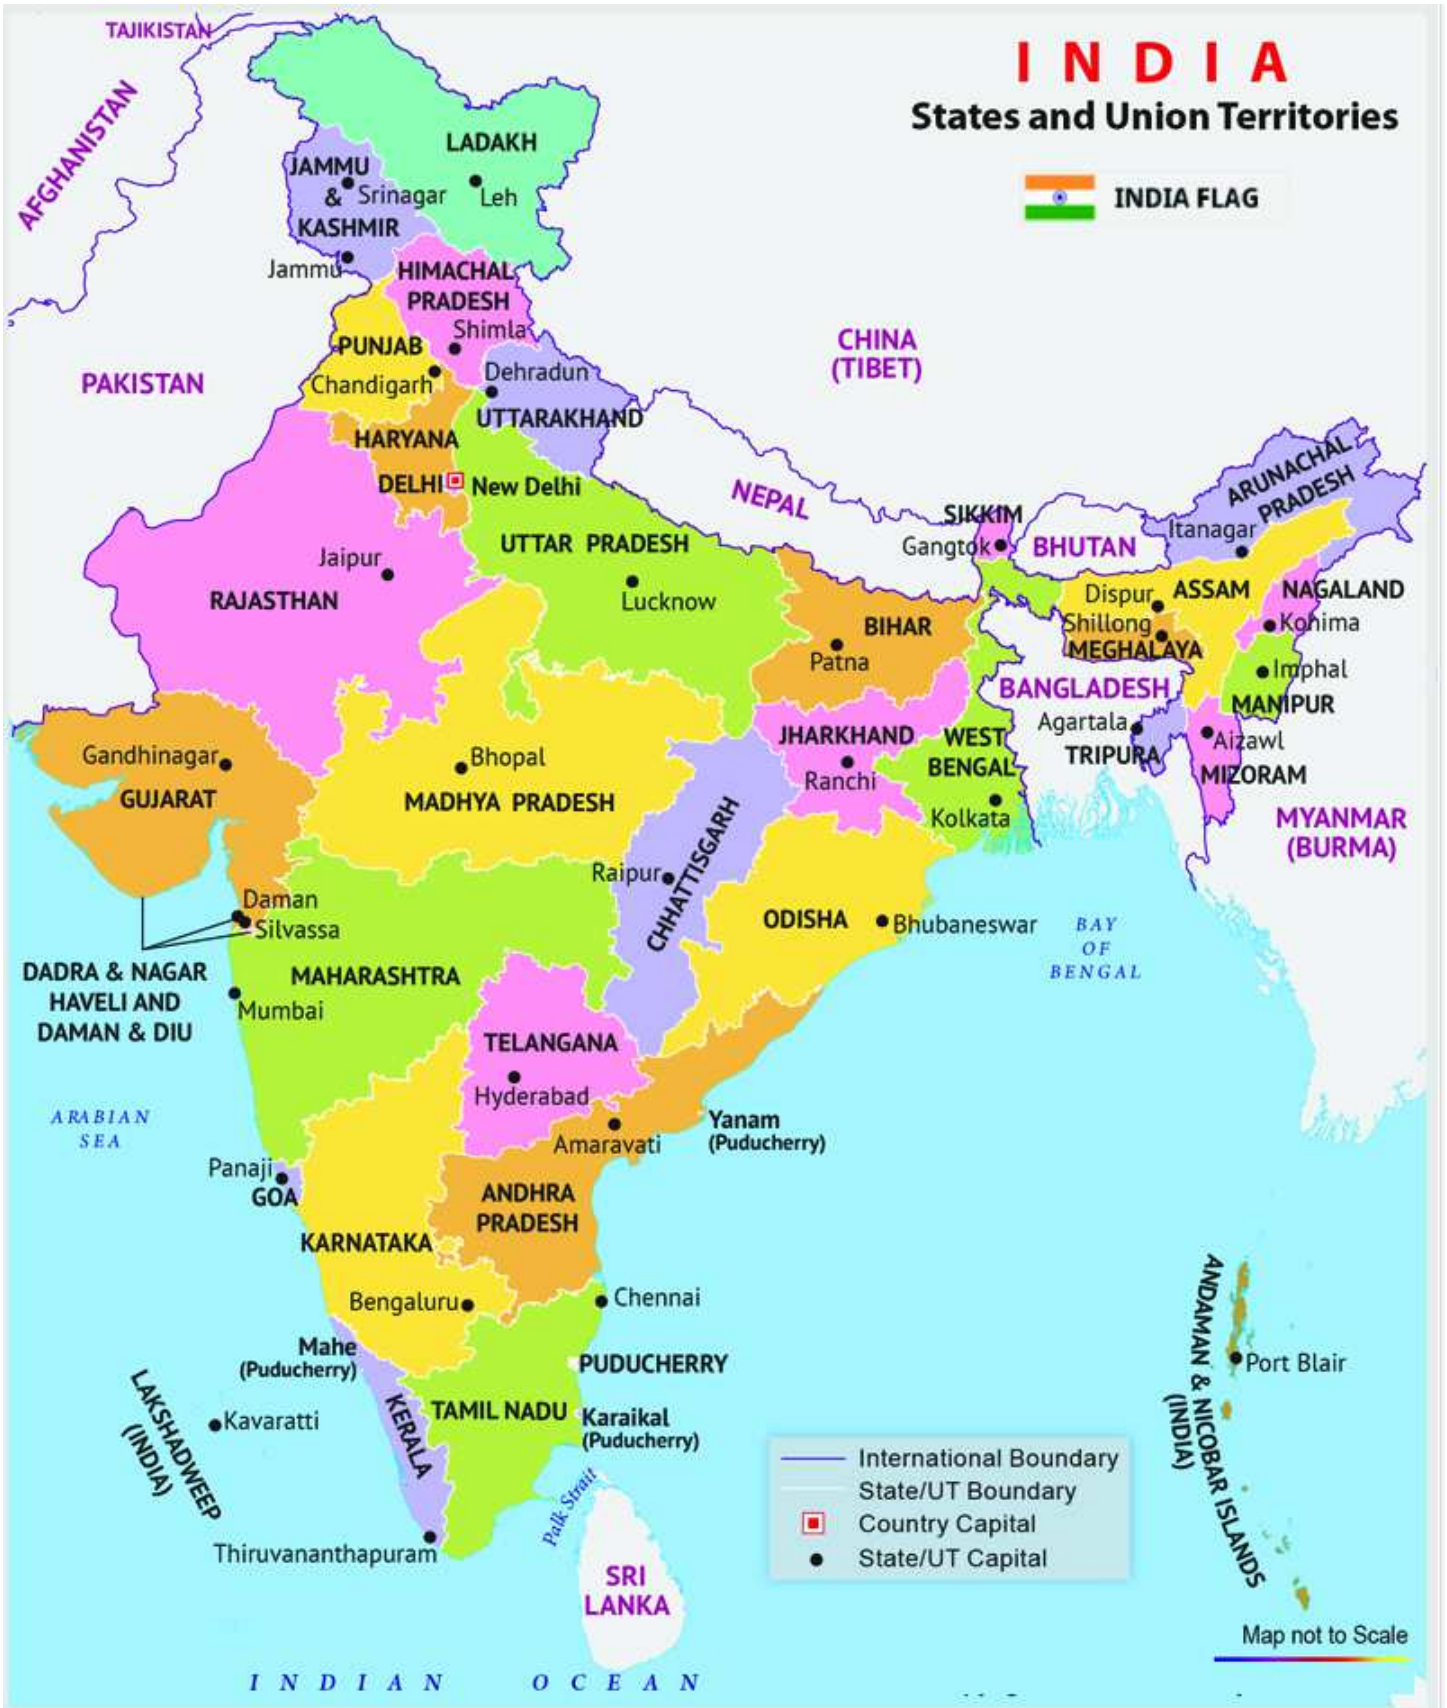 TAJIKISTAN
INDIA
States and Union Territories
AFGHANISTAN
LADAKH
JAMMU
&
KASHMIR
Srinagar
Leh
INDIA FLAG
Jammu
HIMACHAL
PRADESH
Shimla
CHINA
(TIBET)
PUNJAB
Chandigarh
Dehradun
PAKISTAN
UTTARAKHAND
HARYANA
DELHI
New Delhi
NEPAL
SIKKIM
Gangtok
BHUTAN
ARUNACHAL
PRADESH
Itanagar
UTTAR PRADESH
Jaipur
RAJASTHAN
Lucknow
BIHAR
Patna
Dispur
ASSAM
NAGALAND
Shillong
MEGHALAYA
Kohima
Imphal
MANIPUR
BANGLADESH
Agartala
TRIPURA
Aizawl
MIZORAM
JHARKHAND
Ranchi
WEST
BENGAL
Kolkata
MYANMAR
(BURMA)
Gandhinagar
GUJARAT
Bhopal
MADHYA PRADESH
Raipur
CHHATTISGARH
Daman
Silvassa
ODISHA
Bhubaneswar
BAY
OF
BENGAL
DADRA & NAGAR
HAVELI AND
DAMAN & DIU
MAHARASHTRA
Mumbai
TELANGANA
Hyderabad
ARABIAN
SEA
Amaravati
Yanam
(Puducherry)
Panaji
GOA
ANDHRA
PRADESH
KARNATAKA
Bengaluru
Chennai
Mahe
(Puducherry)
PUDUCHERRY
LAKSHADWEEP
(INDIA)
Kavaratti
KERALA
TAMIL NADU
Karaikal
(Puducherry)
ANDAMAN & NICOBAR ISLANDS
(INDIA)
Port Blair
Palk Strait
Thiruvananthapuram
SRI
LANKA
International Boundary
State/UT Boundary
Country Capital
State/UT Capital
Map not to Scale
INDIAN OCEAN